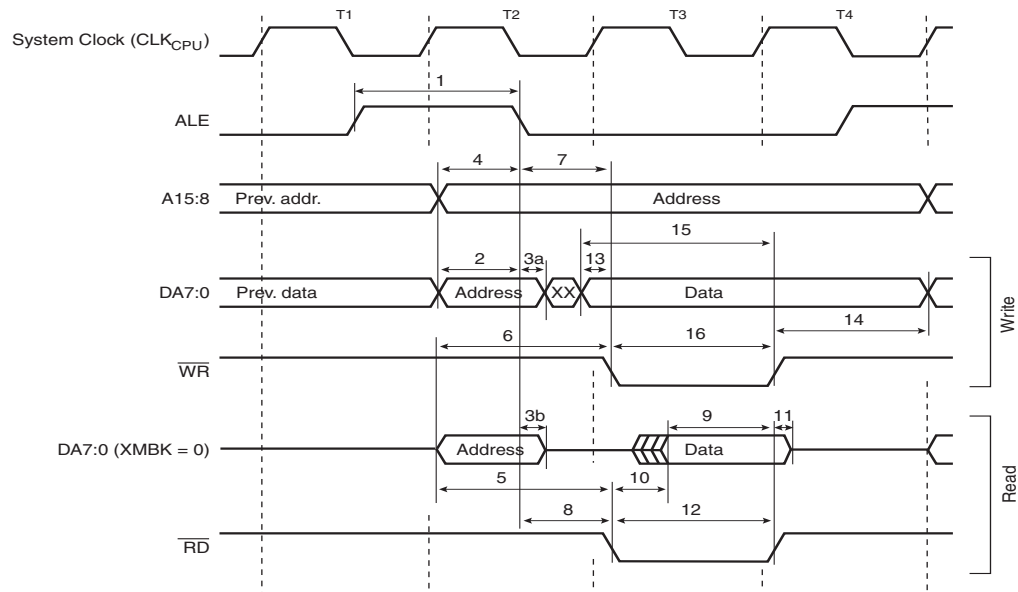 T1 T2 T3 T4
System Clock (CLKCPU)
1
ALE
4 7
A15:8 Prev. addr. Address
15
2 3a 13
DA7:0 Prev. data Address XX Data
14
6 16
WR
Write
3b 9 11
DA7:0 (XMBK = 0) Address Data
5 10
8 12
RD
Read